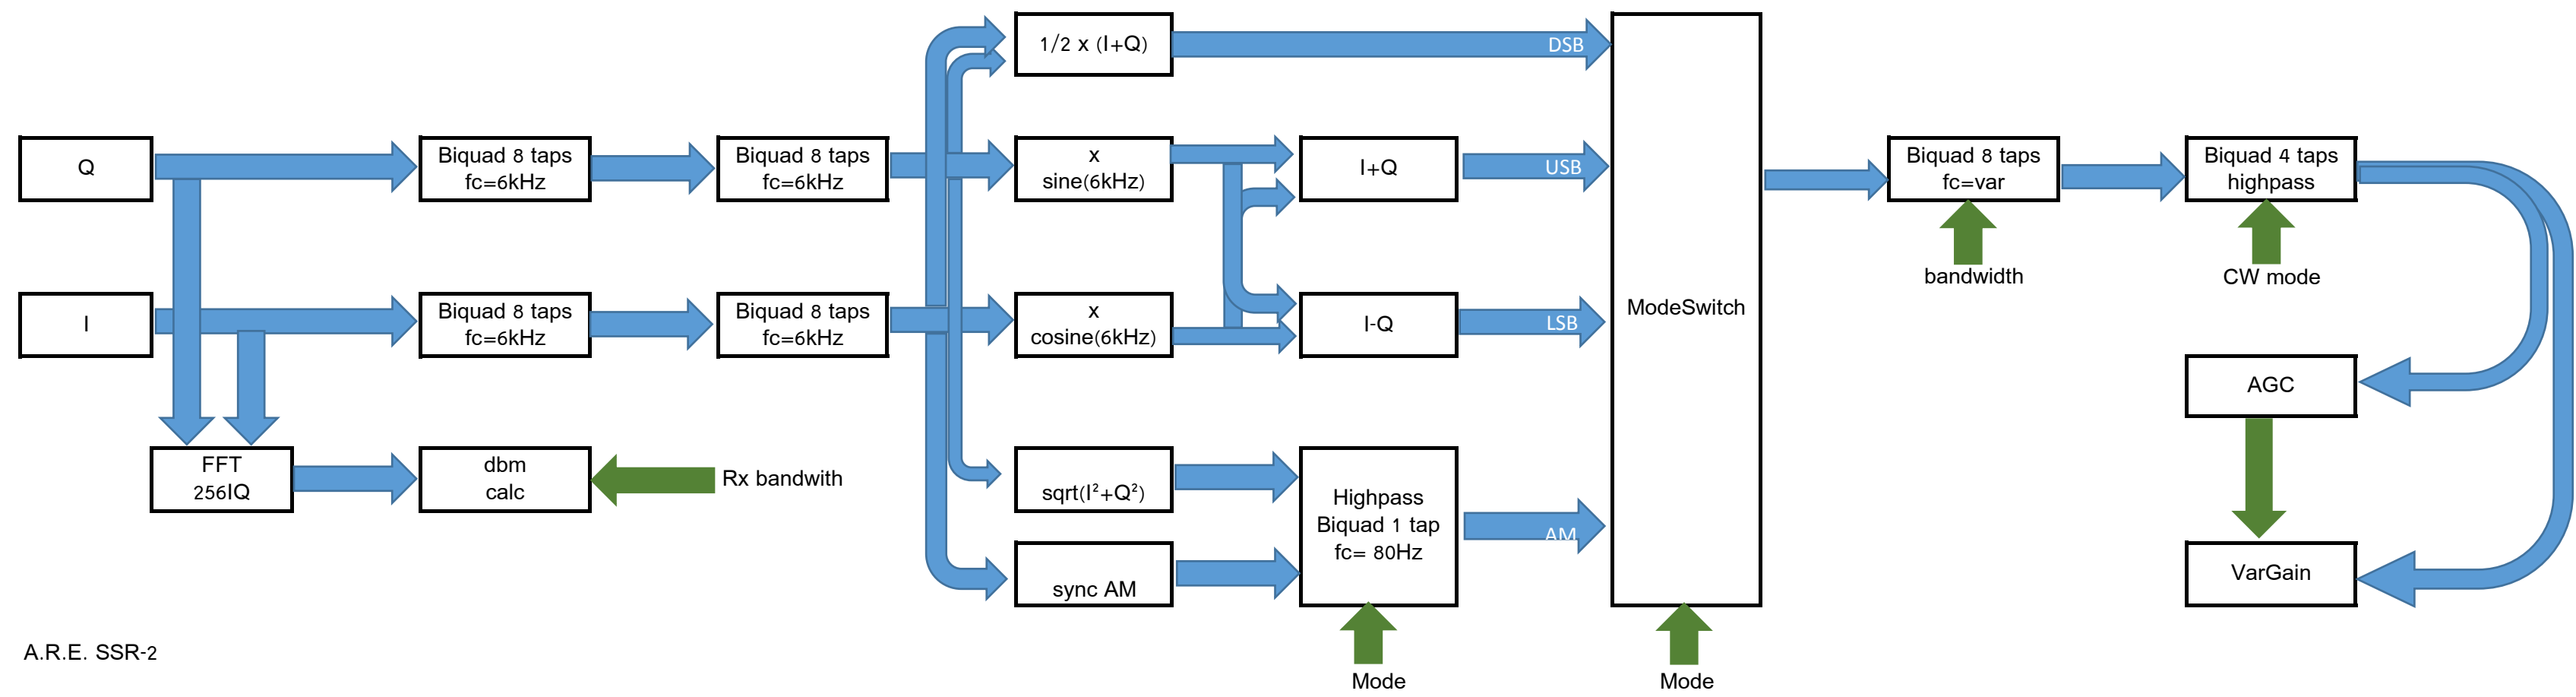 1/2 x (I+Q)
DSB
Q
Biquad 8 taps
fc=6kHz
Biquad 8 taps
fc=6kHz
x
sine(6kHz)
I+Q
USB
Biquad 8 taps
fc=var
Biquad 4 taps
highpass
bandwidth
CW mode
I
Biquad 8 taps
fc=6kHz
Biquad 8 taps
fc=6kHz
x
cosine(6kHz)
I-Q
LSB
ModeSwitch
AGC
FFT
256IQ
dbm
calc
Rx bandwith
sqrt(I²+Q²)
Highpass
Biquad 1 tap
fc= 80Hz
AM
sync AM
VarGain
A.R.E. SSR-2
Mode
Mode